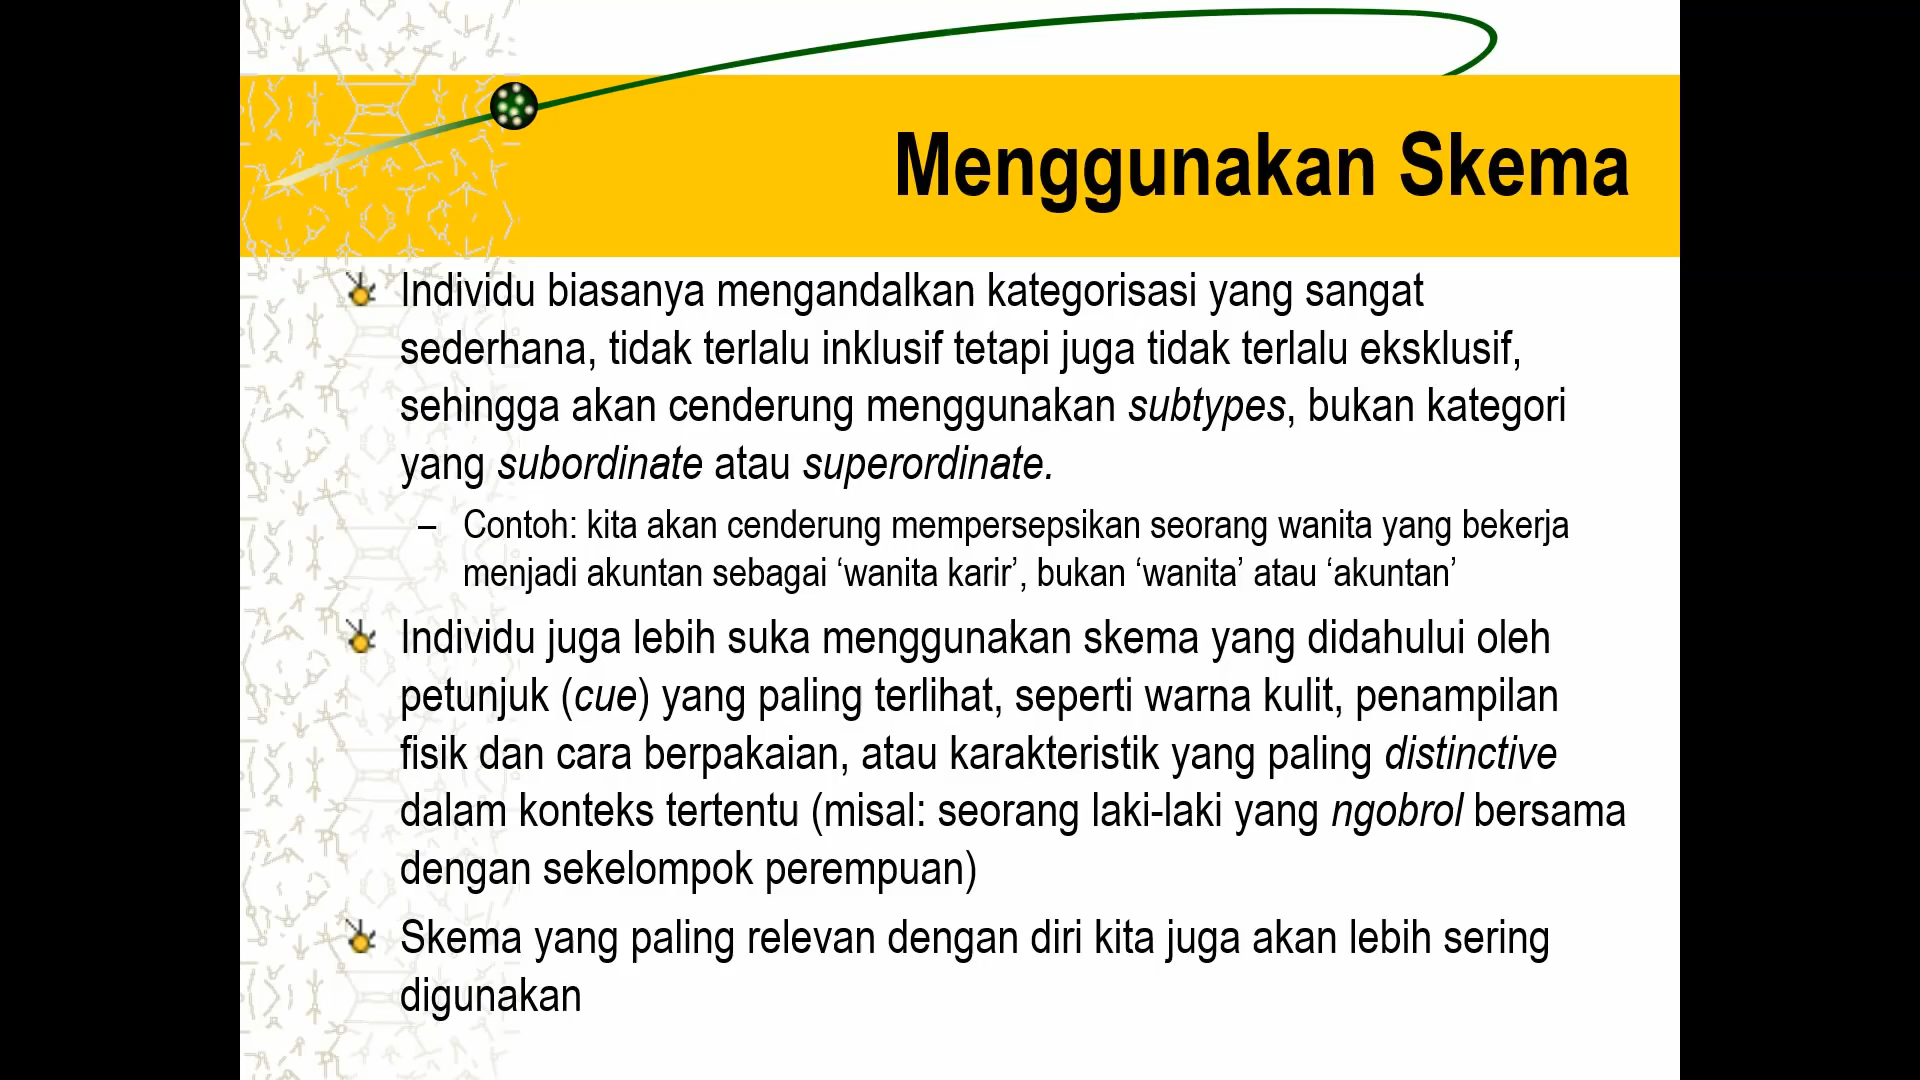 Menggunakan Skema
Individu biasanya mengandalkan kategorisasi yang sangat
sederhana, tidak terlalu inklusif tetapi juga tidak terlalu eksklusif,
sehingga akan cenderung menggunakan subtypes, bukan kategori
yang subordinate atau superordinate.
– Contoh: kita akan cenderung mempersepsikan seorang wanita yang bekerja
menjadi akuntan sebagai ‘wanita karir’, bukan ‘wanita’ atau ‘akuntan’
Individu juga lebih suka menggunakan skema yang didahului oleh
petunjuk (cue) yang paling terlihat, seperti warna kulit, penampilan
fisik dan cara berpakaian, atau karakteristik yang paling distinctive
dalam konteks tertentu (misal: seorang laki-laki yang ngobrol bersama
dengan sekelompok perempuan)
Skema yang paling relevan dengan diri kita juga akan lebih sering
digunakan